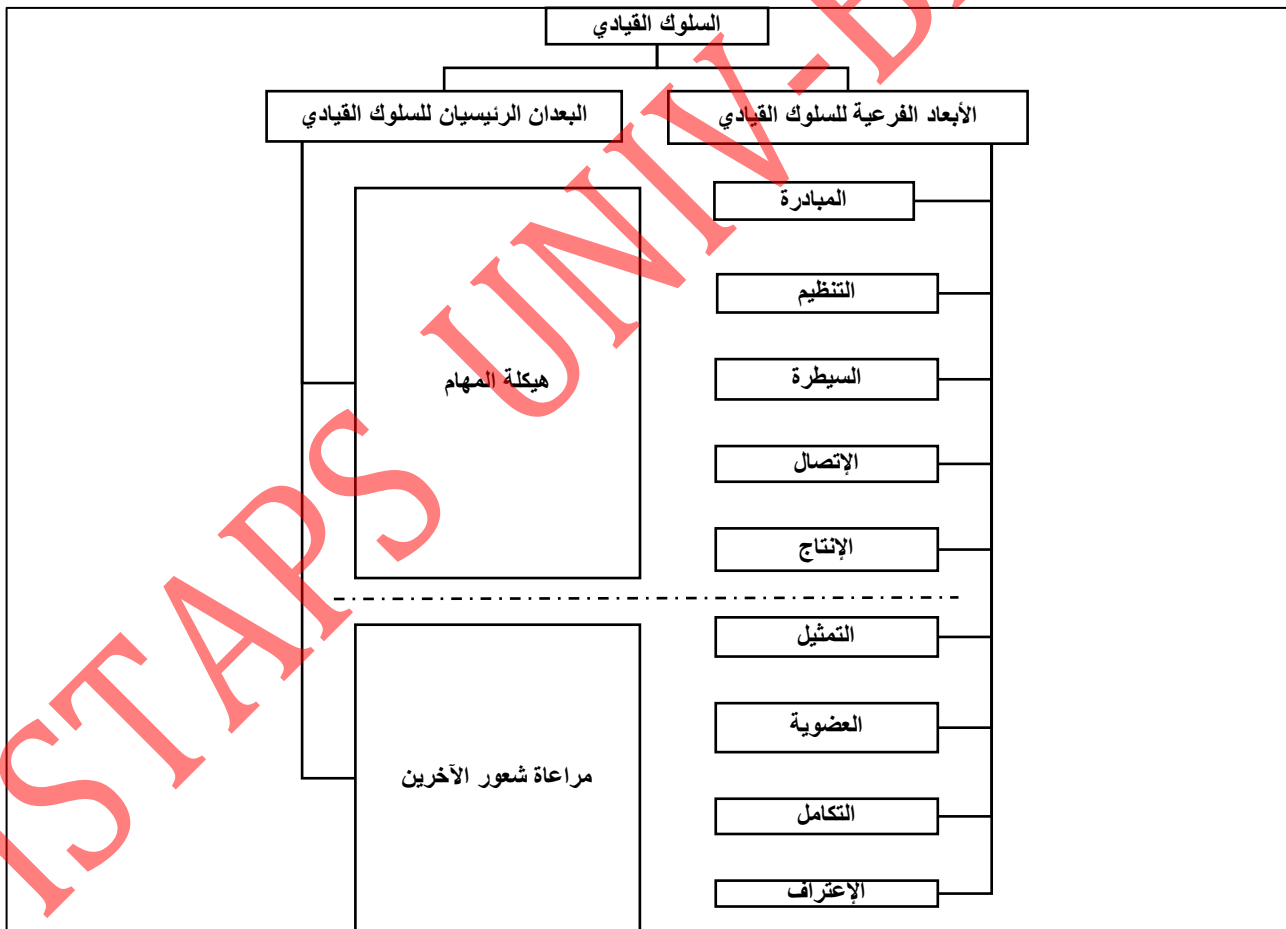 السلوك القيادي
الأبعاد الفرعية للسلوك القيادي
البعدان الرئيسيان للسلوك القيادي
المبادرة
التنظيم
السيطرة
الإتصال
الإنتاج
هيكلة المهام
التمثيل
العضوية
التكامل
الإعتراف
مراعاة شعور الآخرين
ISTAPS UNIV-B